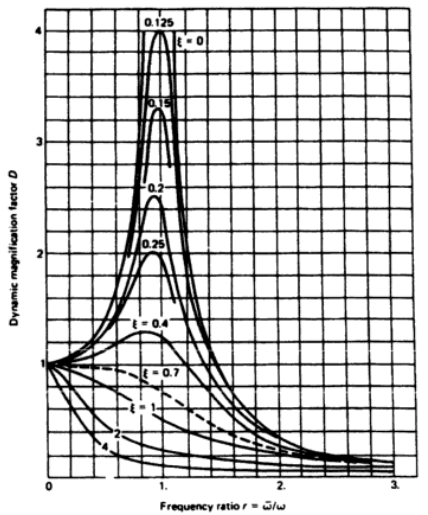 4
0.125
ξ = 0
0.15
3
0.2
2
0.25
ξ = 0.4
1
ξ = 0.7
ξ = 1
2
4
0
1.
2.
3.
Dynamic magnification factor D
Frequency ratio r = ω̄/ω